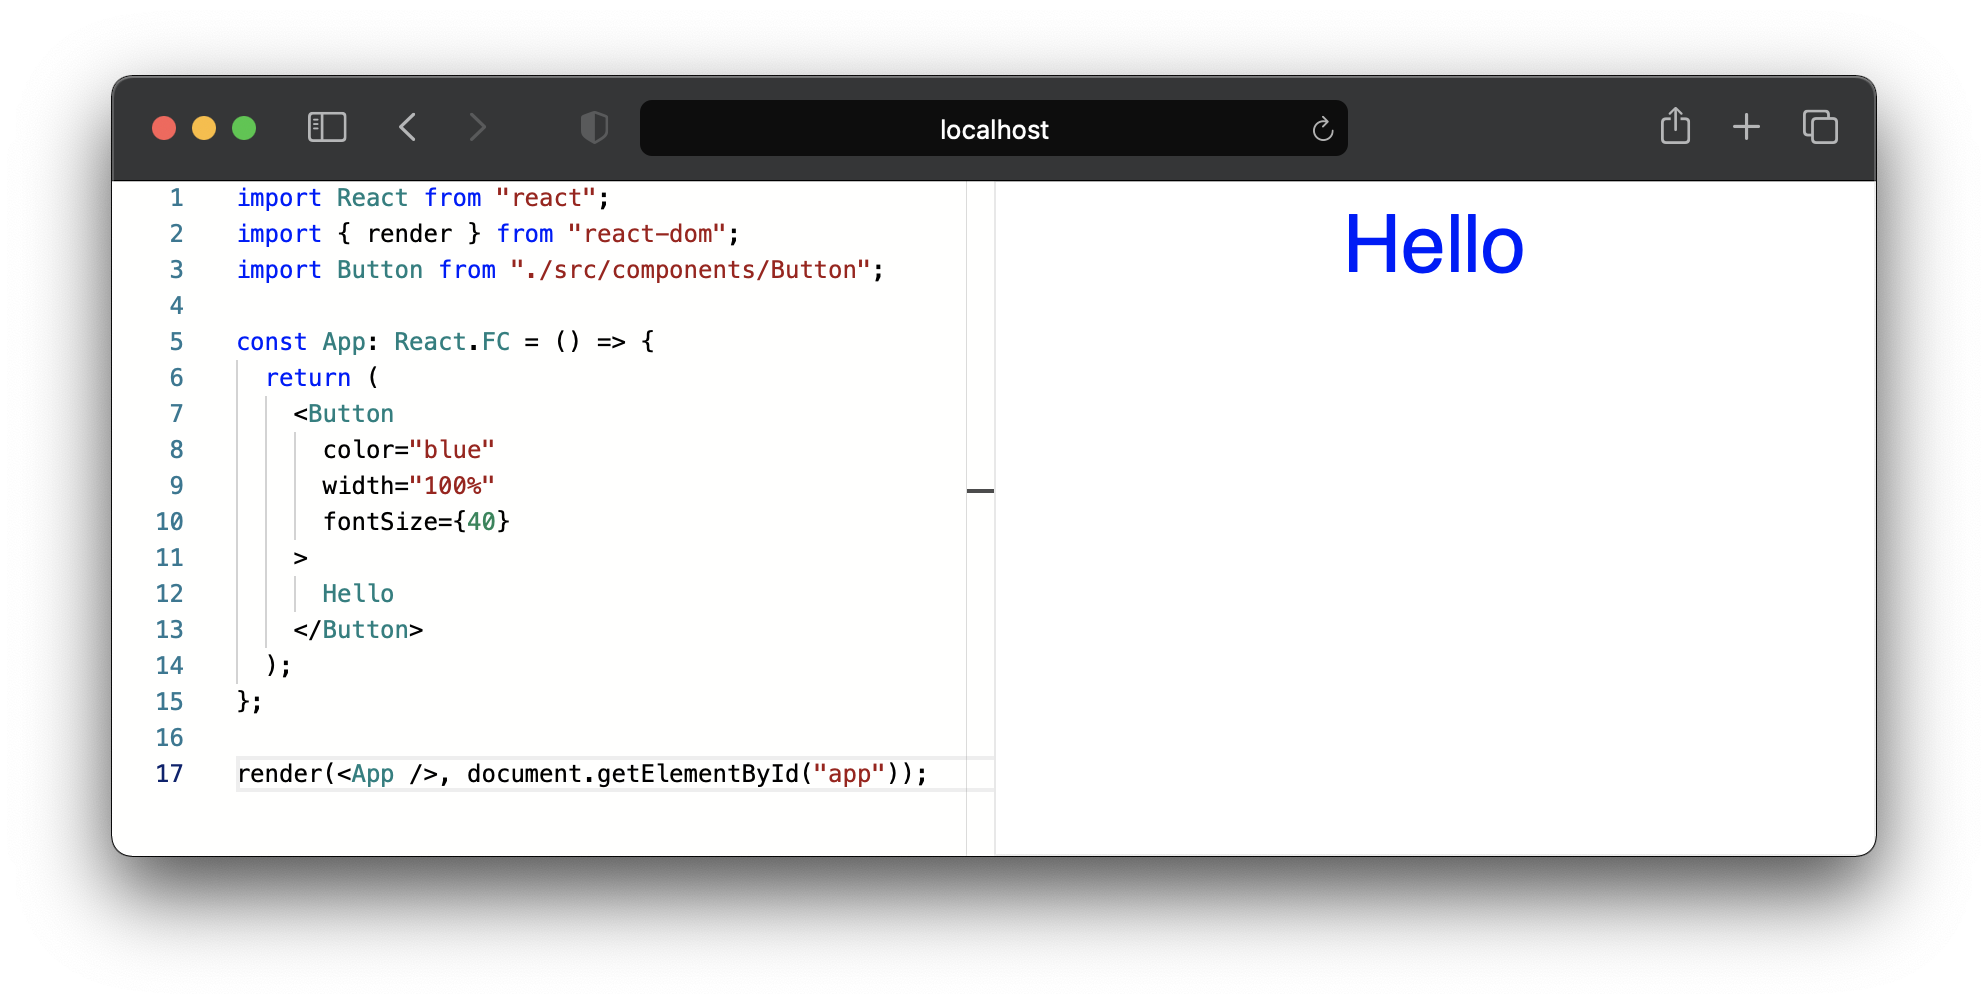 localhost
1 import React from "react";
2 import { render } from "react-dom";
3 import Button from "./src/components/Button";
4
5 const App: React.FC = () => {
6   return (
7     <Button
8       color="blue"
9       width="100%"
10       fontSize={40}
11     >
12       Hello
13     </Button>
14   );
15 };
16
17 render(<App />, document.getElementById("app"));
Hello